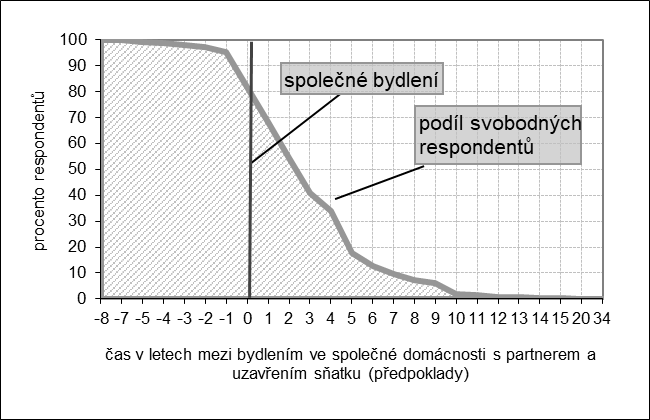 100
90
80
70
60
50
40
30
20
10
0
procento respondentů
společné bydlení
podíl svobodných
respondentů
-8 -7 -5 -4 -3 -2 -1 0 1 2 3 4 5 6 7 8 9 10 11 12 13 14 15 20 34
čas v letech mezi bydlením ve společné domácnosti s partnerem a
uzavřením sňatku (předpoklady)